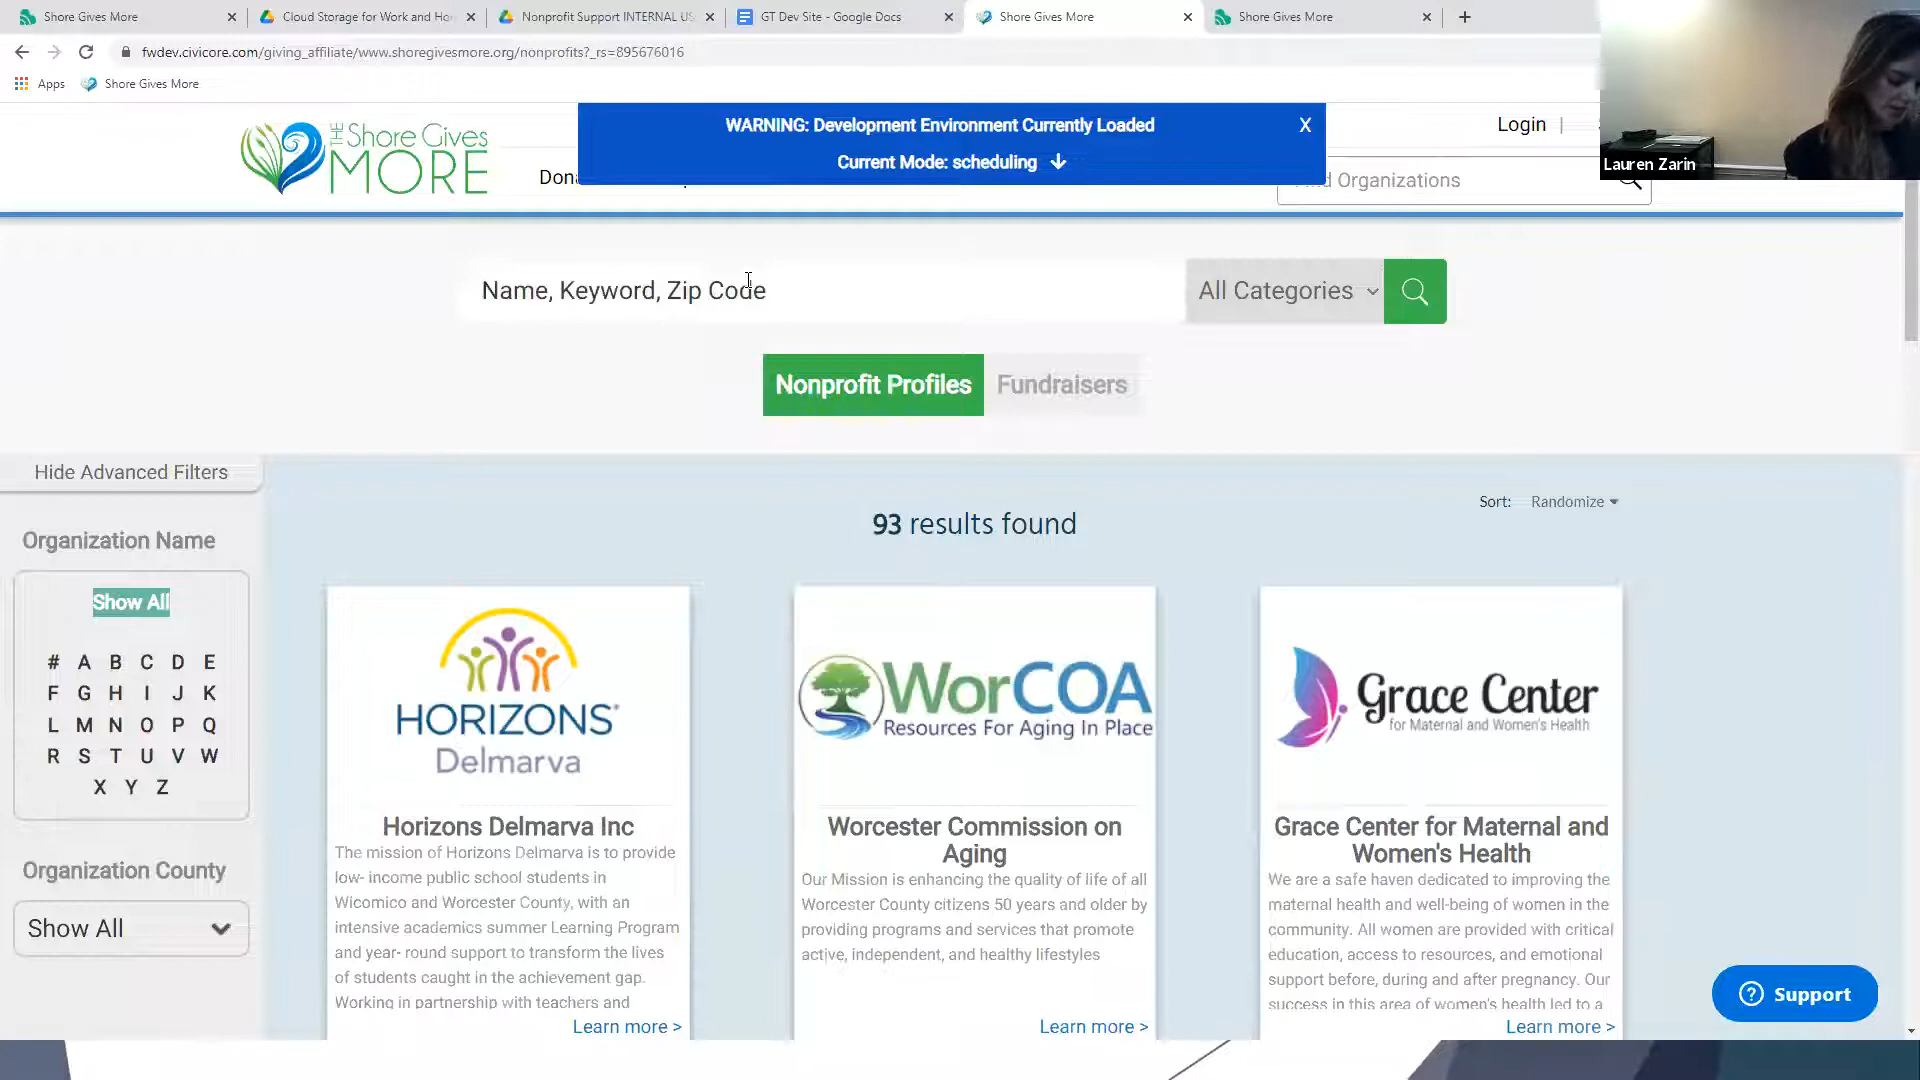 Shore Gives More
Cloud Storage for Work and Ho
Nonprofit Support INTERNAL US
GT Dev Site - Google Docs
Shore Gives More
Shore Gives More
fwdev.civicore.com/giving_affiliate/www.shoregivesmore.org/nonprofits?_rs=895676016
Apps
Shore Gives More
THE Shore Gives
MORE
WARNING: Development Environment Currently Loaded
X
Current Mode: scheduling
Login |
Dona
d Organizations
Lauren Zarin
Name, Keyword, Zip Code
All Categories
Nonprofit Profiles
Fundraisers
Hide Advanced Filters
93 results found
Sort: Randomize
Organization Name
Show All
# A B C D E
F G H I J K
L M N O P Q
R S T U V W
X Y Z
Organization County
Show All
HORIZONS
Delmarva
Horizons Delmarva Inc
The mission of Horizons Delmarva is to provide
low- income public school students in
Wicomico and Worcester County, with an
intensive academics summer Learning Program
and year- round support to transform the lives
of students caught in the achievement gap.
Working in partnership with teachers and
Learn more >
WorCOA
Resources For Aging In Place
Worcester Commission on
Aging
Our Mission is enhancing the quality of life of all
Worcester County citizens 50 years and older by
providing programs and services that promote
active, independent, and healthy lifestyles
Learn more >
Grace Center
for Maternal and Women's Health
Grace Center for Maternal and
Women's Health
We are a safe haven dedicated to improving the
maternal health and well-being of women in the
community. All women are provided with critical
education, access to resources, and emotional
support before, during and after pregnancy. Our
success in this area of women's health led to a
Learn more >
Support